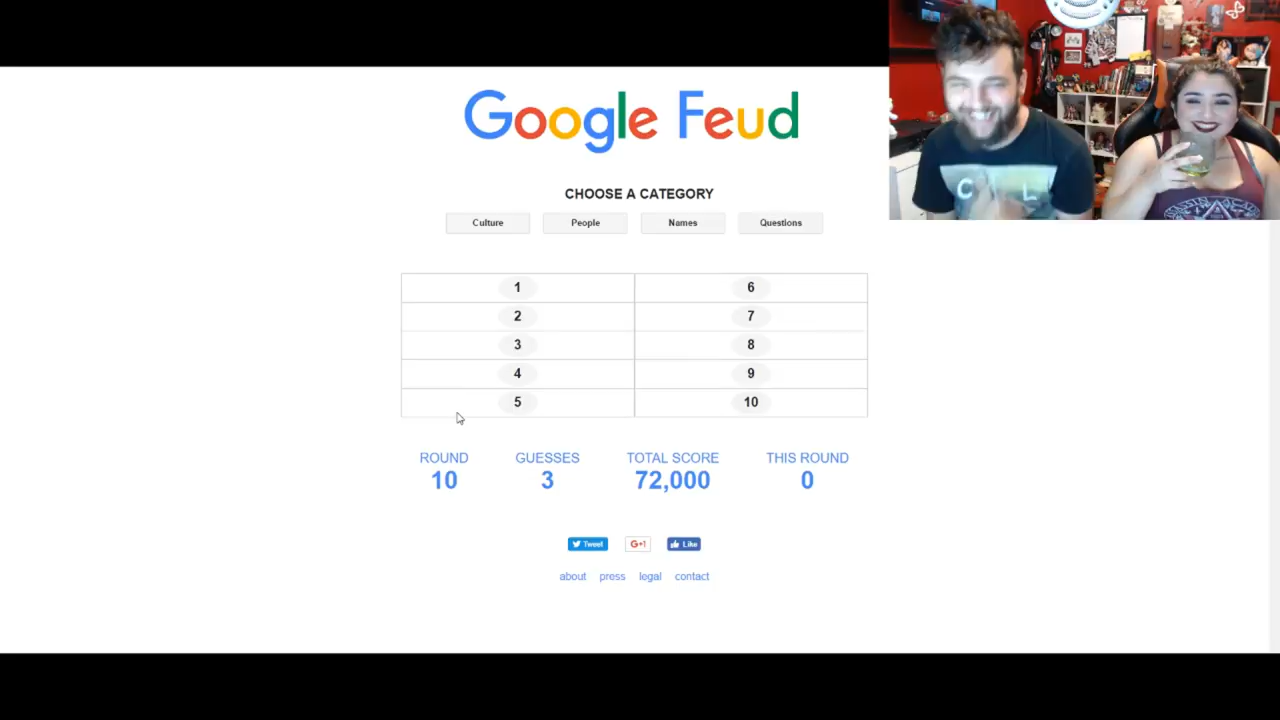 Google Feud
CHOOSE A CATEGORY
Culture People Names Questions
1 6
2 7
3 8
4 9
5 10
ROUND GUESSES TOTAL SCORE THIS ROUND
10 3 72,000 0
Tweet G+1 Like
about press legal contact
C L